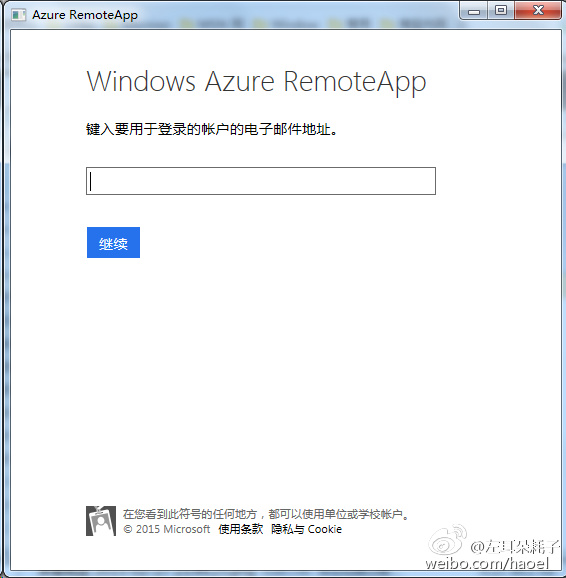 Azure RemoteApp
Windows Azure RemoteApp
键入要用于登录的帐户的电子邮件地址。
继续
在您看到此符号的任何地方，都可以使用单位或学校帐户。
© 2015 Microsoft 使用条款 隐私与 Cookie
@左耳朵耗子
weibo.com/haoel